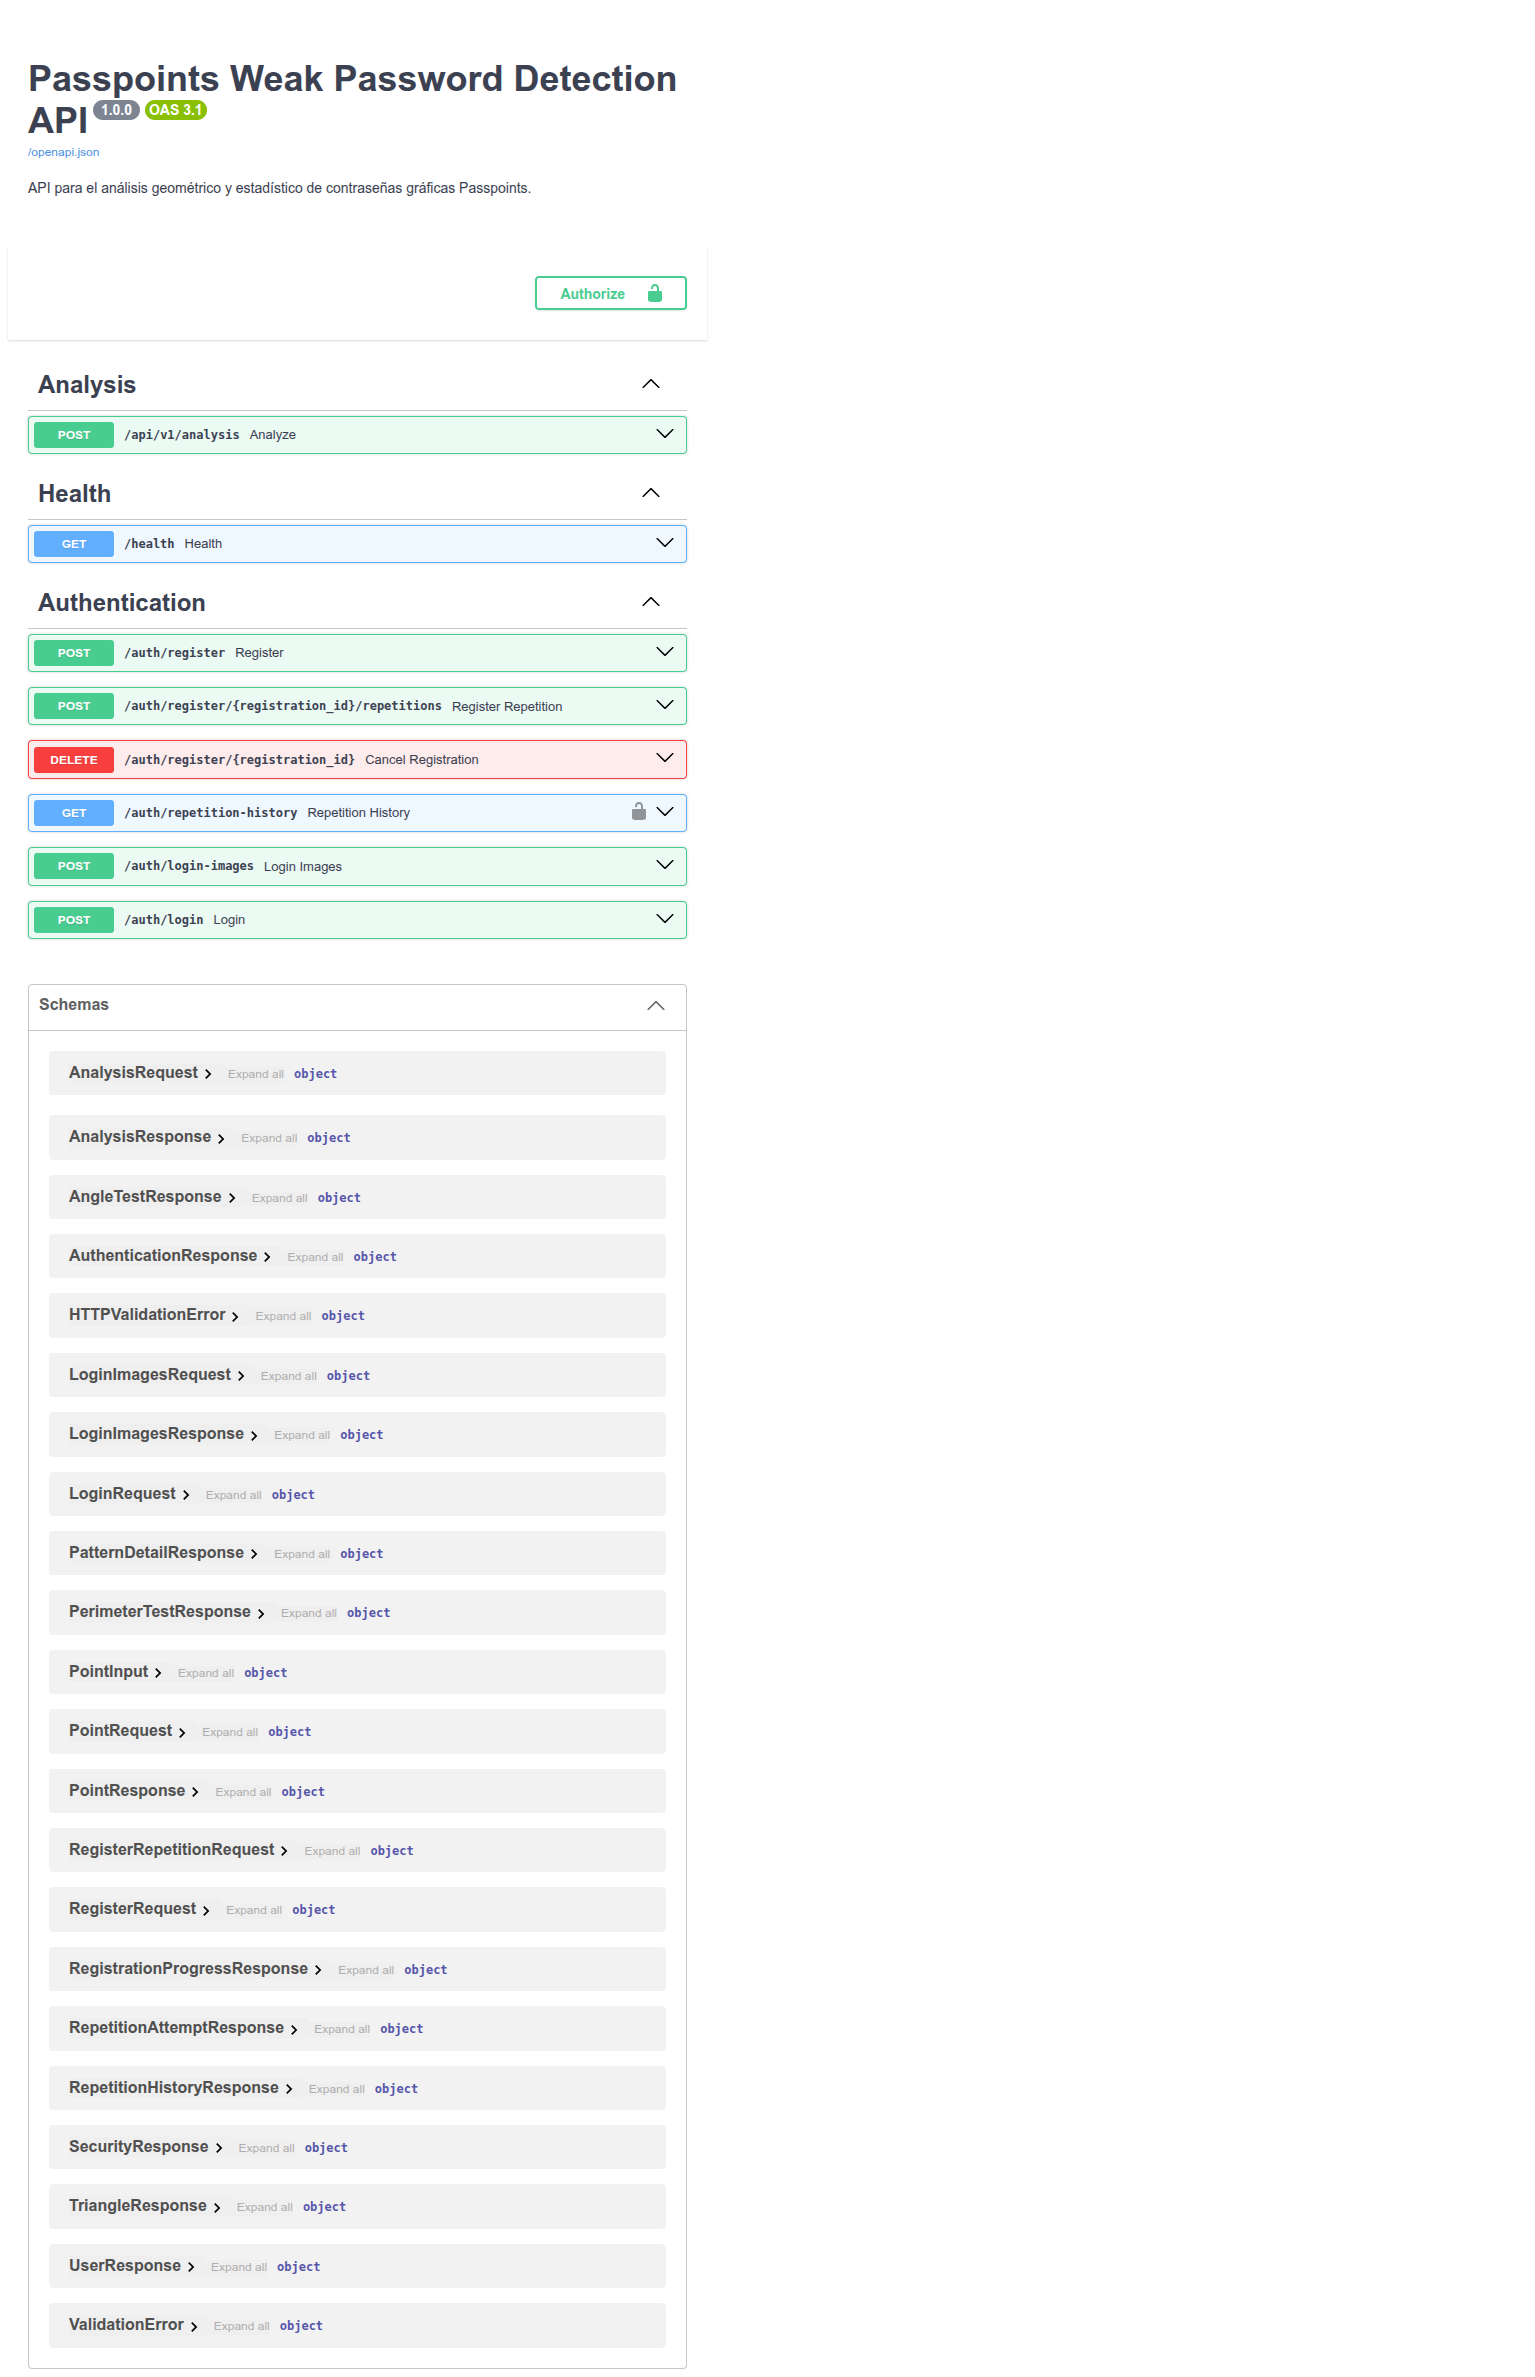 Passpoints Weak Password Detection
API 1.0.0 OAS 3.1
/openapi.json
API para el análisis geométrico y estadístico de contraseñas gráficas Passpoints.
Authorize
Analysis
POST /api/v1/analysis Analyze
Health
GET /health Health
Authentication
POST /auth/register Register
POST /auth/register/{registration_id}/repetitions Register Repetition
DELETE /auth/register/{registration_id} Cancel Registration
GET /auth/repetition-history Repetition History
POST /auth/login-images Login Images
POST /auth/login Login
Schemas
AnalysisRequest Expand all object
AnalysisResponse Expand all object
AngleTestResponse Expand all object
AuthenticationResponse Expand all object
HTTPValidationError Expand all object
LoginImagesRequest Expand all object
LoginImagesResponse Expand all object
LoginRequest Expand all object
PatternDetailResponse Expand all object
PerimeterTestResponse Expand all object
PointInput Expand all object
PointRequest Expand all object
PointResponse Expand all object
RegisterRepetitionRequest Expand all object
RegisterRequest Expand all object
RegistrationProgressResponse Expand all object
RepetitionAttemptResponse Expand all object
RepetitionHistoryResponse Expand all object
SecurityResponse Expand all object
TriangleResponse Expand all object
UserResponse Expand all object
ValidationError Expand all object